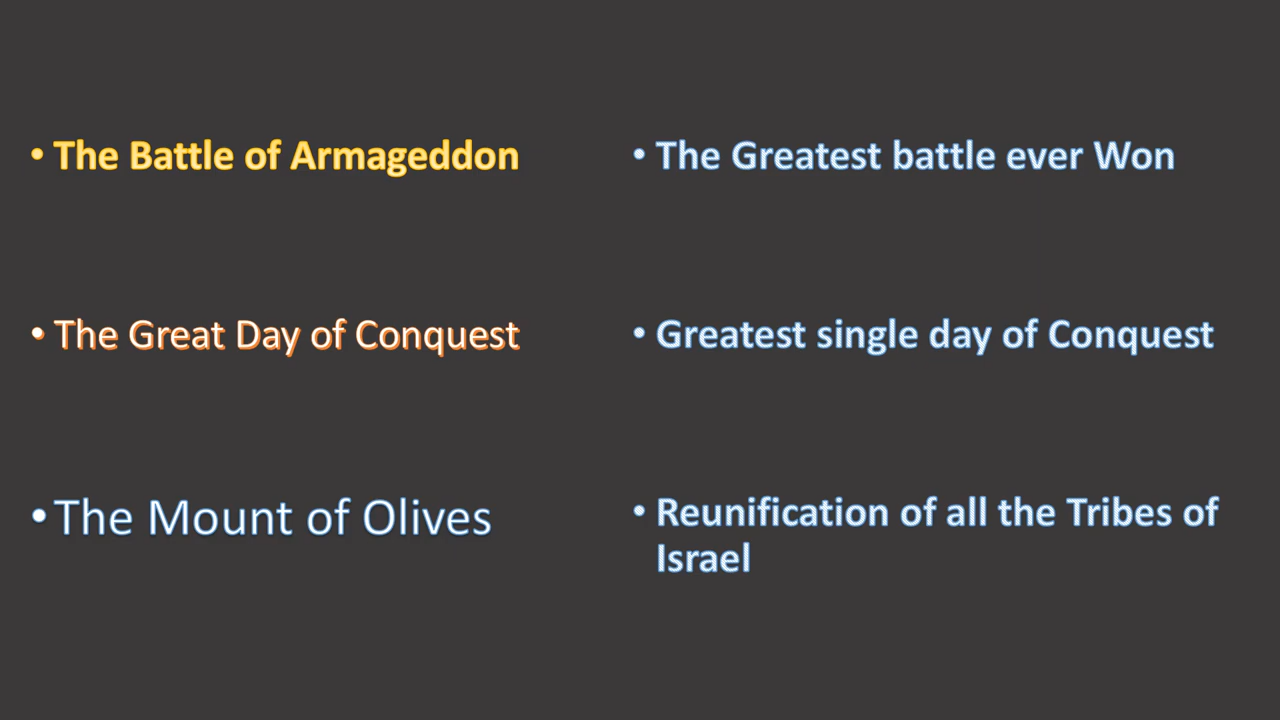 • The Battle of Armageddon
• The Great Day of Conquest
• The Mount of Olives
• The Greatest battle ever Won
• Greatest single day of Conquest
• Reunification of all the Tribes of
Israel